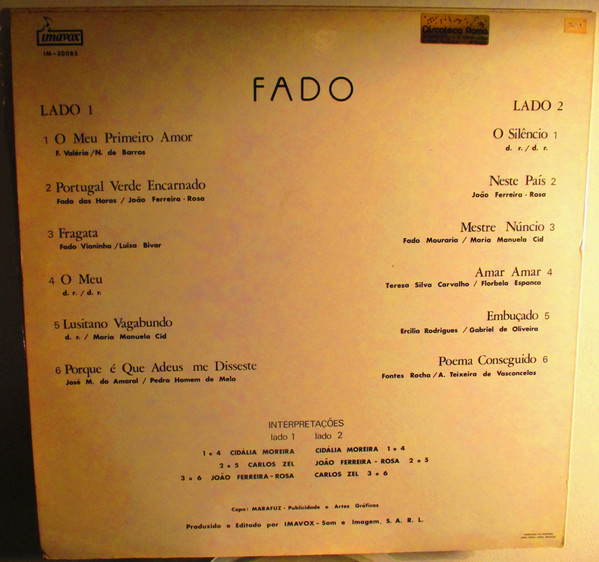 imavox
IM-30085
Discoteca Roma
FADO
LADO 1
1 O Meu Primeiro Amor
F. Valério/N. de Barros
2 Portugal Verde Encarnado
Fado das Horas / João Ferreira-Rosa
3 Fragata
Fado Vianinha/Luísa Bivar
4 O Meu
d. r. / d. r.
5 Lusitano Vagabundo
d. r. / Maria Manuela Cid
6 Porque é Que Adeus me Disseste
José M. do Amaral / Pedro Homem de Melo
LADO 2
O Silêncio 1
d. r. / d. r.
Neste País 2
João Ferreira-Rosa
Mestre Núncio 3
Fado Mouraria / Maria Manuela Cid
Amar Amar 4
Teresa Silva Carvalho / Florbela Espanca
Embuçado 5
Ercília Rodrigues / Gabriel de Oliveira
Poema Conseguido 6
Fontes Rocha/A. Teixeira de Vasconcelos
INTERPRETAÇÕES
lado 1 lado 2
1 e 4 CIDÁLIA MOREIRA CIDÁLIA MOREIRA 1 e 4
2 e 5 CARLOS ZEL JOÃO FERREIRA-ROSA 2 e 5
3 e 6 JOÃO FERREIRA-ROSA CARLOS ZEL 3 e 6
Capa: MARAFUZ - Publicidade e Artes Gráficas
Produzido e Editado por IMAVOX - Som e Imagem, S. A. R. L.